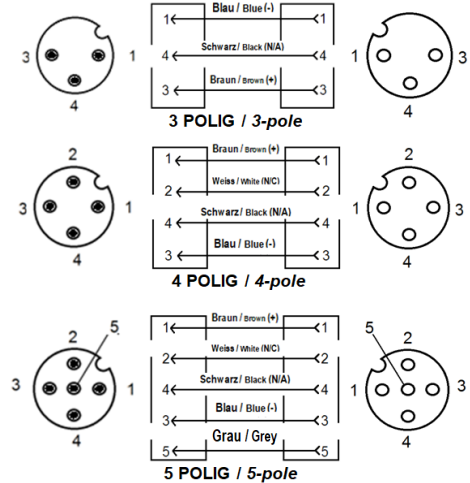 Blau / Blue (-)
1 1
Schwarz/ Black (N/A)
4 4
Braun / Brown (+)
3 3
3 1
4
1 3
4
3 POLIG / 3-pole
Braun / Brown (+)
1 1
Weiss / White (N/C)
2 2
Schwarz/ Black (N/A)
4 4
Blau / Blue (-)
3 3
2
3 1
4
2
1 3
4
4 POLIG / 4-pole
Braun / Brown (+)
1 1
Weiss / White (N/C)
2 2
Schwarz/ Black (N/A)
4 4
Blau / Blue (-)
3 3
Grau / Grey
5 5
2 5
3 1
4
5 2
1 3
4
5 POLIG / 5-pole